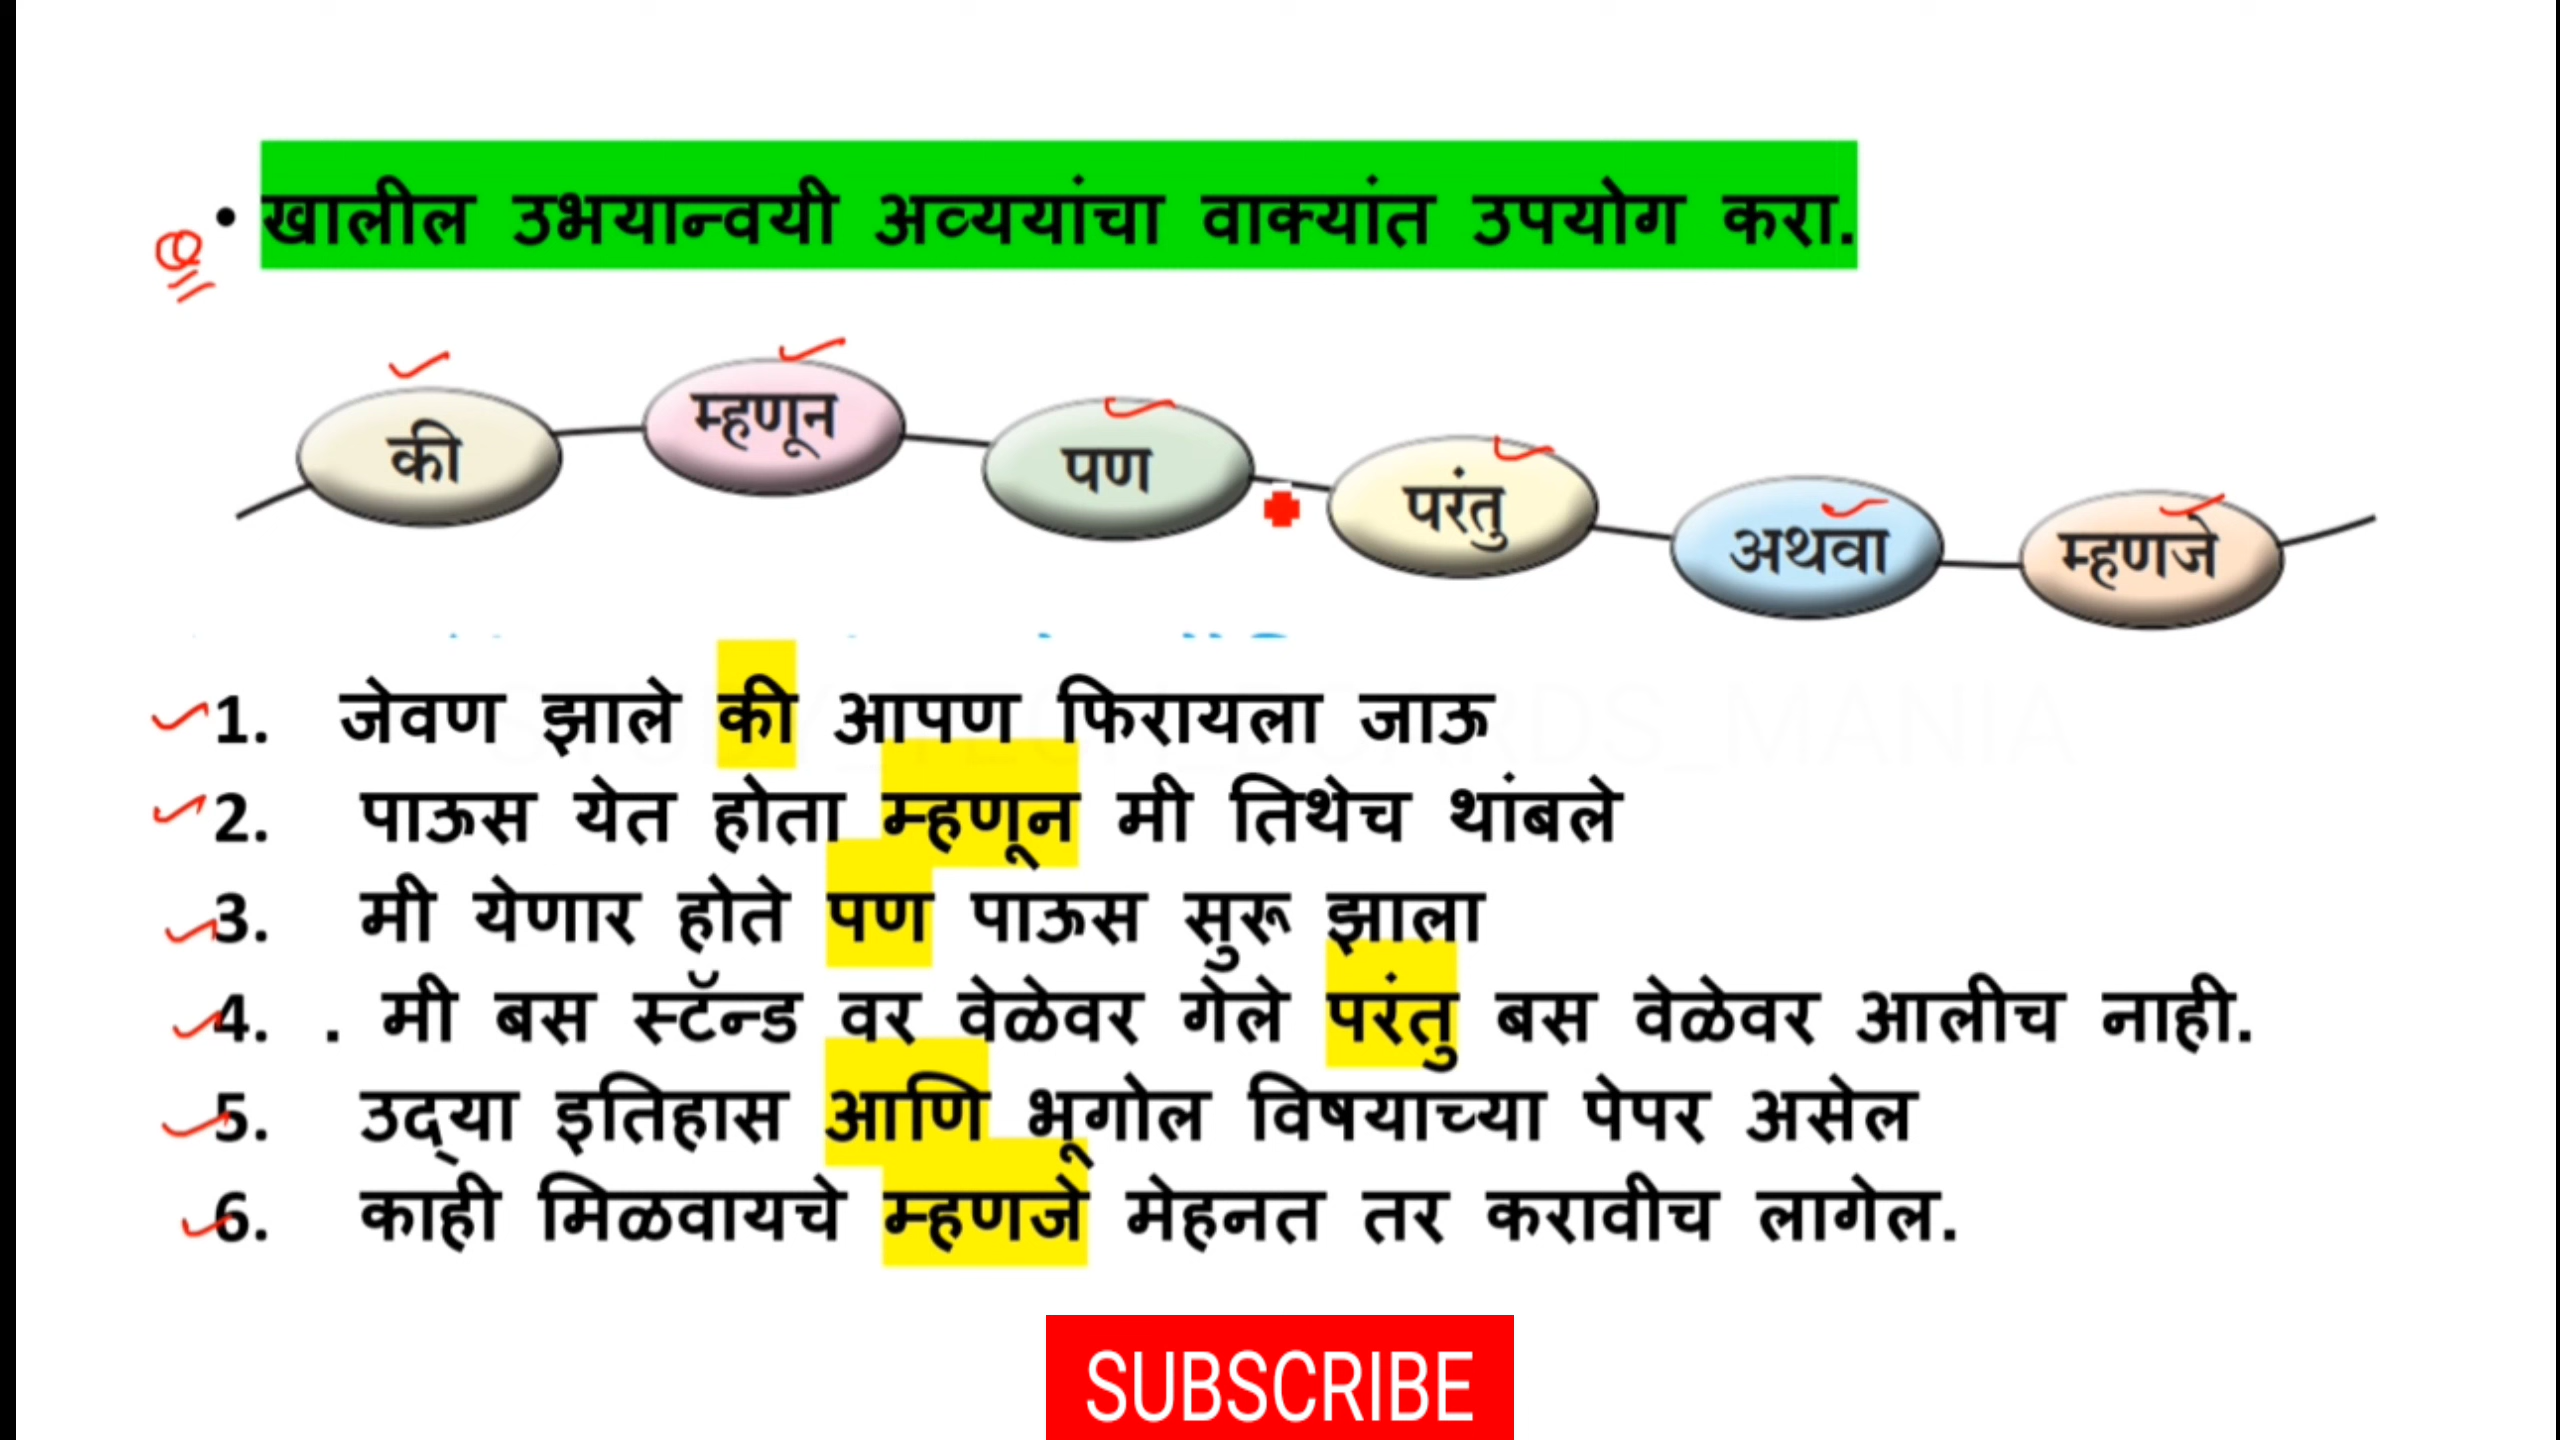 • खालील उभयान्वयी अव्ययांचा वाक्यांत उपयोग करा.
की म्हणून पण परंतु अथवा म्हणजे
1. जेवण झाले की आपण फिरायला जाऊ
2. पाऊस येत होता म्हणून मी तिथेच थांबले
3. मी येणार होते पण पाऊस सुरू झाला
4. . मी बस स्टॅन्ड वर वेळेवर गेले परंतु बस वेळेवर आलीच नाही.
5. उद्या इतिहास आणि भूगोल विषयाच्या पेपर असेल
6. काही मिळवायचे म्हणजे मेहनत तर करावीच लागेल.
SUBSCRIBE